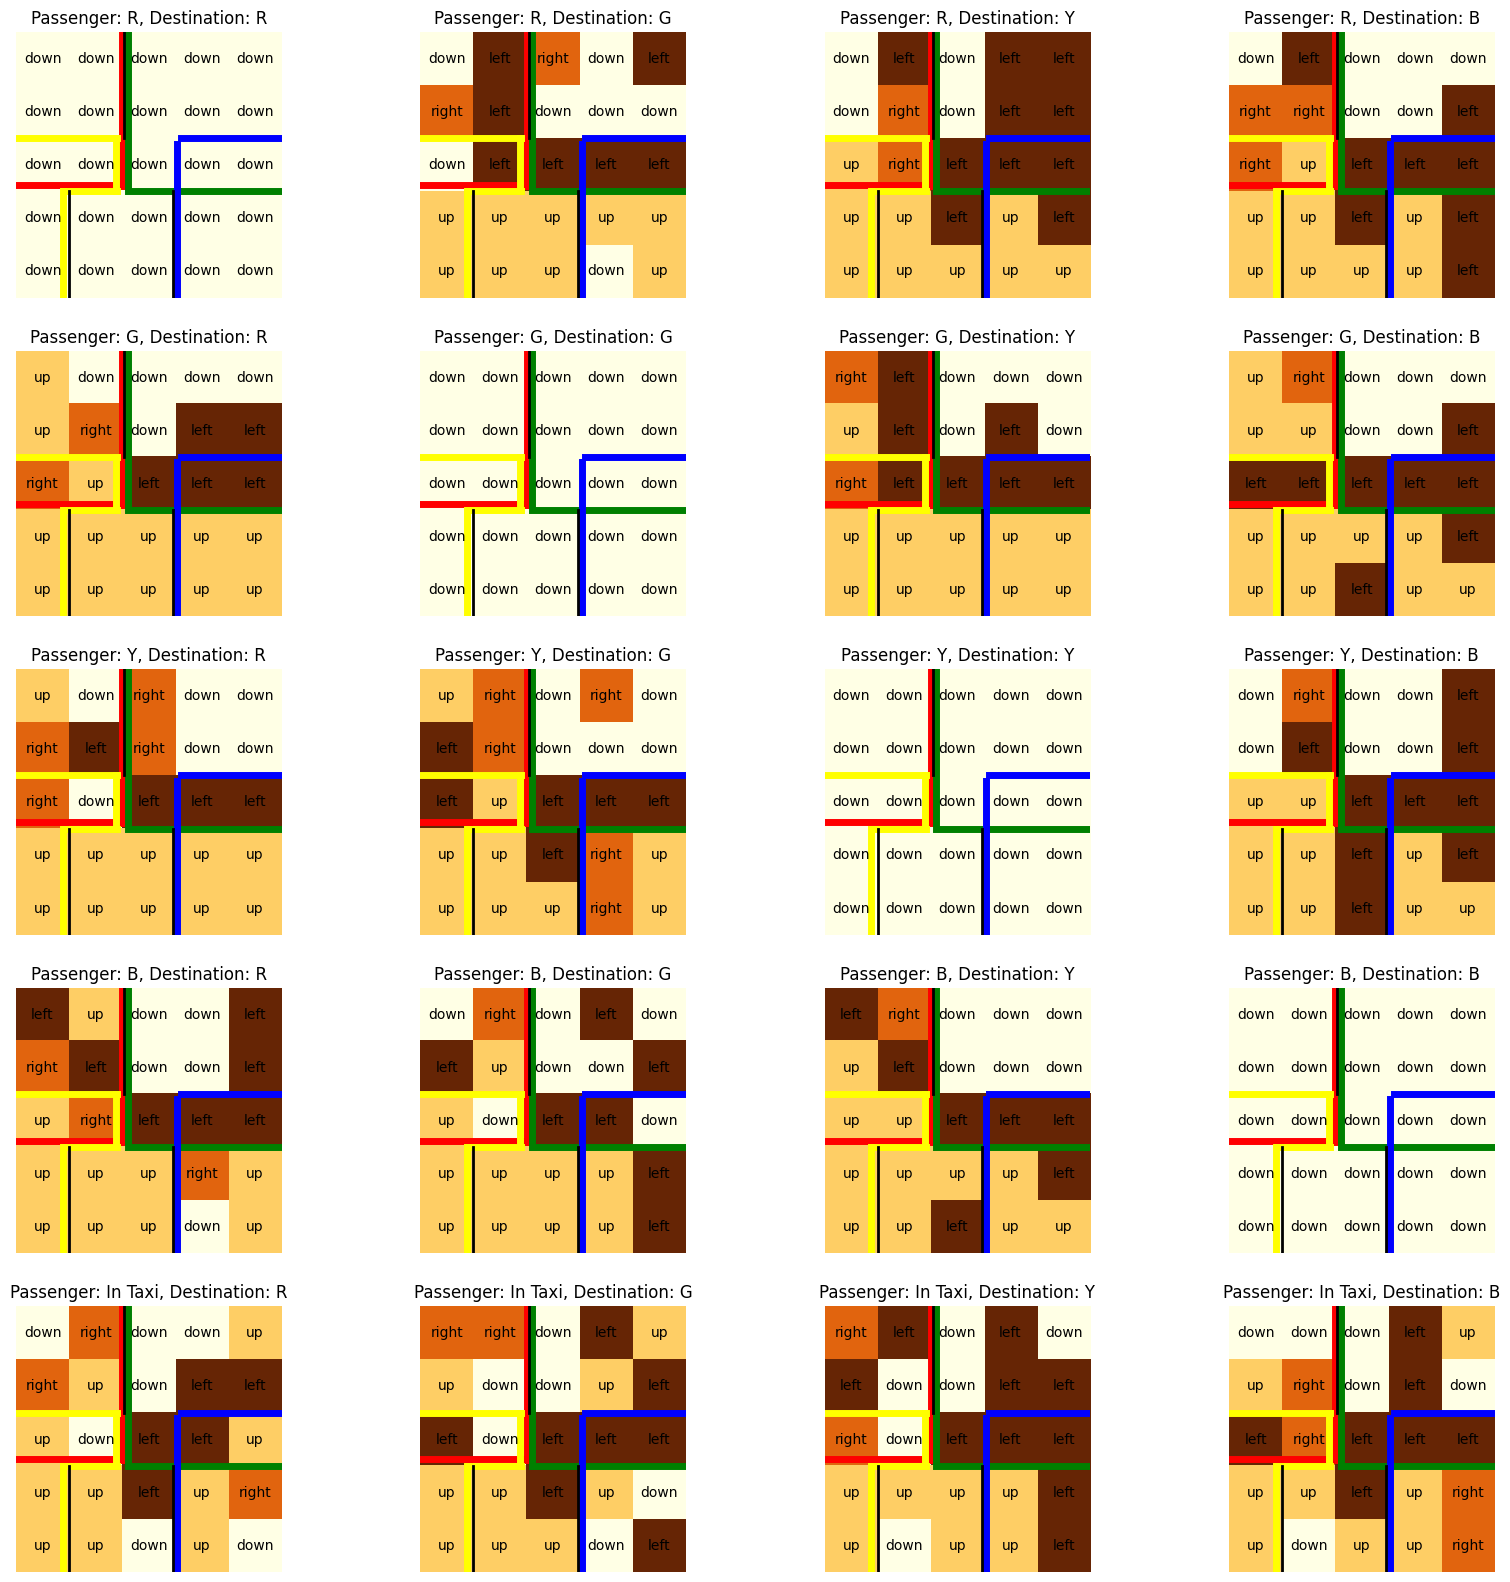 Passenger: R, Destination: R
down down down down down
down down down down down
down down down down down
down down down down down
down down down down down
Passenger: R, Destination: G
down left right down left
right left down down down
down left left left left
up up up up up
up up up down up
Passenger: R, Destination: Y
down left down left left
down right down left left
up right left left left
up up left up left
up up up up up
Passenger: R, Destination: B
down left down down down
right right down down left
right up left left left
up up left up left
up up up up left
Passenger: G, Destination: R
up down down down down
up right down left left
right up left left left
up up up up up
up up up up up
Passenger: G, Destination: G
down down down down down
down down down down down
down down down down down
down down down down down
down down down down down
Passenger: G, Destination: Y
right left down down down
up left down left down
right left left left left
up up up up up
up up up up up
Passenger: G, Destination: B
up right down down down
up up down down left
left left left left left
up up up up left
up up left up up
Passenger: Y, Destination: R
up down right down down
right left right down down
right down left left left
up up up up up
up up up up up
Passenger: Y, Destination: G
up right down right down
left right down down down
left up left left left
up up left right up
up up up right up
Passenger: Y, Destination: Y
down down down down down
down down down down down
down down down down down
down down down down down
down down down down down
Passenger: Y, Destination: B
down right down down left
down left down down left
up up left left left
up up left up left
up up left up up
Passenger: B, Destination: R
left up down down left
right left down down left
up right left left left
up up up right up
up up up down up
Passenger: B, Destination: G
down right down left down
left up down down left
up down left left down
up up up up left
up up up up left
Passenger: B, Destination: Y
left right down down down
up left down down down
up up left left left
up up up up left
up up left up up
Passenger: B, Destination: B
down down down down down
down down down down down
down down down down down
down down down down down
down down down down down
Passenger: In Taxi, Destination: R
down right down down up
right up down left left
up down left left up
up up left up right
up up down up down
Passenger: In Taxi, Destination: G
right right down left up
up down down up left
left down left left left
up up left up down
up up up down left
Passenger: In Taxi, Destination: Y
right left down left down
left down down left left
right down left left left
up up up up left
up down up up left
Passenger: In Taxi, Destination: B
down down down left up
up right down left down
left right left left left
up up left up right
up down up up right